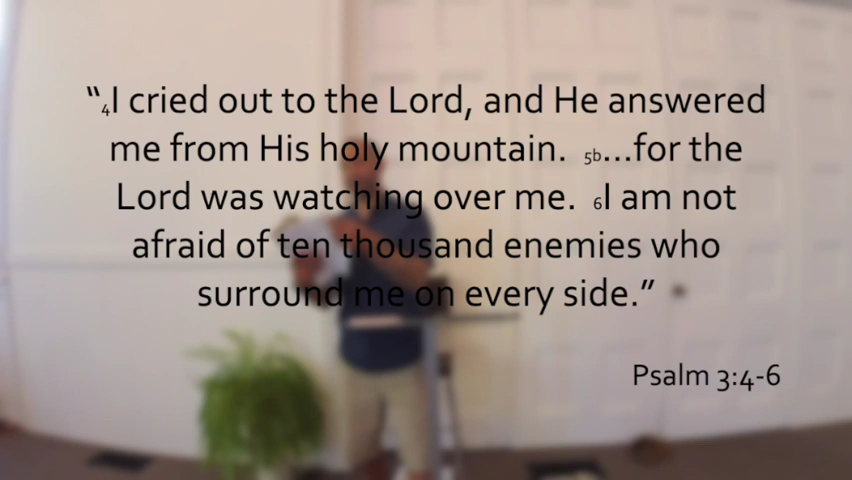 “4I cried out to the Lord, and He answered
me from His holy mountain. 5b…for the
Lord was watching over me. 6I am not
afraid of ten thousand enemies who
surround me on every side.”
Psalm 3:4-6